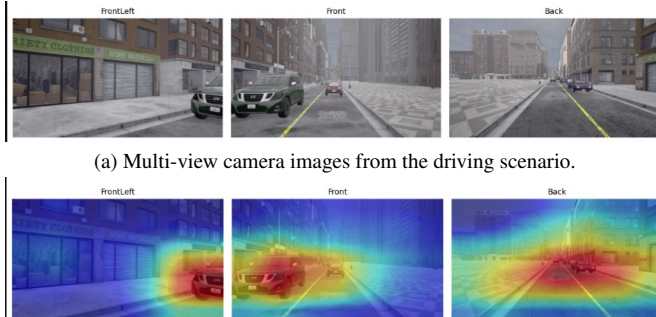 FrontLeft
Front
Back
RIETY CLOTHING
(a) Multi-view camera images from the driving scenario.
FrontLeft
Front
Back
RIETY CLOTHING